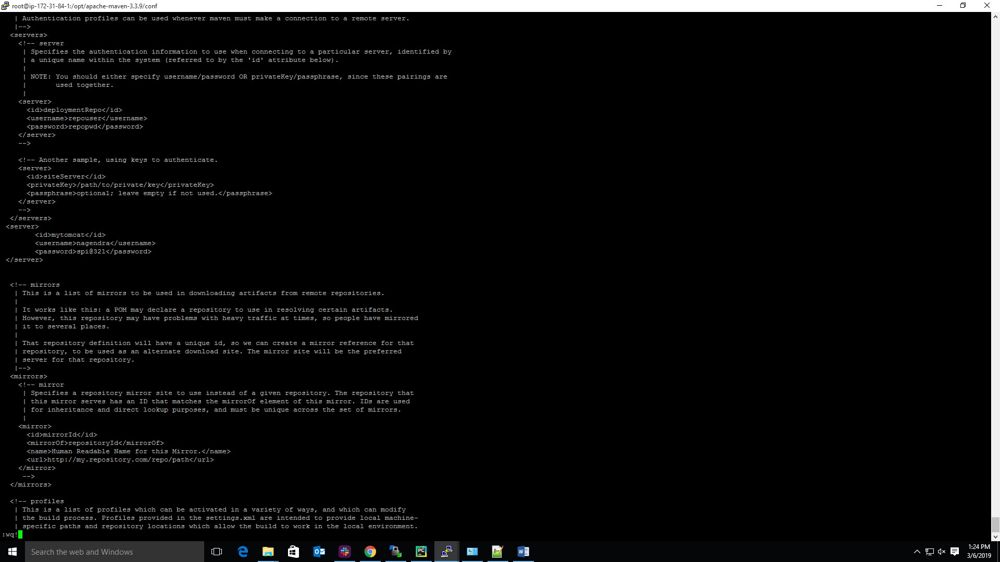 root@ip-172-31-84-1:/opt/apache-maven-3.3.9/conf
| Authentication profiles can be used whenever maven must make a connection to a remote server.
|-->
<servers>
<!-- server
| Specifies the authentication information to use when connecting to a particular server, identified by
| a unique name within the system (referred to by the 'id' attribute below).
|
| NOTE: You should either specify username/password OR privateKey/passphrase, since these pairings are
|       used together.
|
<server>
<id>deploymentRepo</id>
<username>repouser</username>
<password>repopwd</password>
</server>
-->
<!-- Another sample, using keys to authenticate.
<server>
<id>siteServer</id>
<privateKey>/path/to/private/key</privateKey>
<passphrase>optional; leave empty if not used.</passphrase>
</server>
-->
</servers>
<server>
<id>mytomcat</id>
<username>nagendra</username>
<password>spi@321</password>
</server>
<!-- mirrors
| This is a list of mirrors to be used in downloading artifacts from remote repositories.
|
| It works like this: a POM may declare a repository to use in resolving certain artifacts.
| However, this repository may have problems with heavy traffic at times, so people have mirrored
| it to several places.
|
| That repository definition will have a unique id, so we can create a mirror reference for that
| repository, to be used as an alternate download site. The mirror site will be the preferred
| server for that repository.
|-->
<mirrors>
<!-- mirror
| Specifies a repository mirror site to use instead of a given repository. The repository that
| this mirror serves has an ID that matches the mirrorOf element of this mirror. IDs are used
| for inheritance and direct lookup purposes, and must be unique across the set of mirrors.
|
<mirror>
<id>mirrorId</id>
<mirrorOf>repositoryId</mirrorOf>
<name>Human Readable Name for this Mirror.</name>
<url>http://my.repository.com/repo/path</url>
</mirror>
-->
</mirrors>
<!-- profiles
| This is a list of profiles which can be activated in a variety of ways, and which can modify
| the build process. Profiles provided in the settings.xml are intended to provide local machine-
| specific paths and repository locations which allow the build to work in the local environment.
:wq!
Search the web and Windows
1:24 PM
3/6/2019